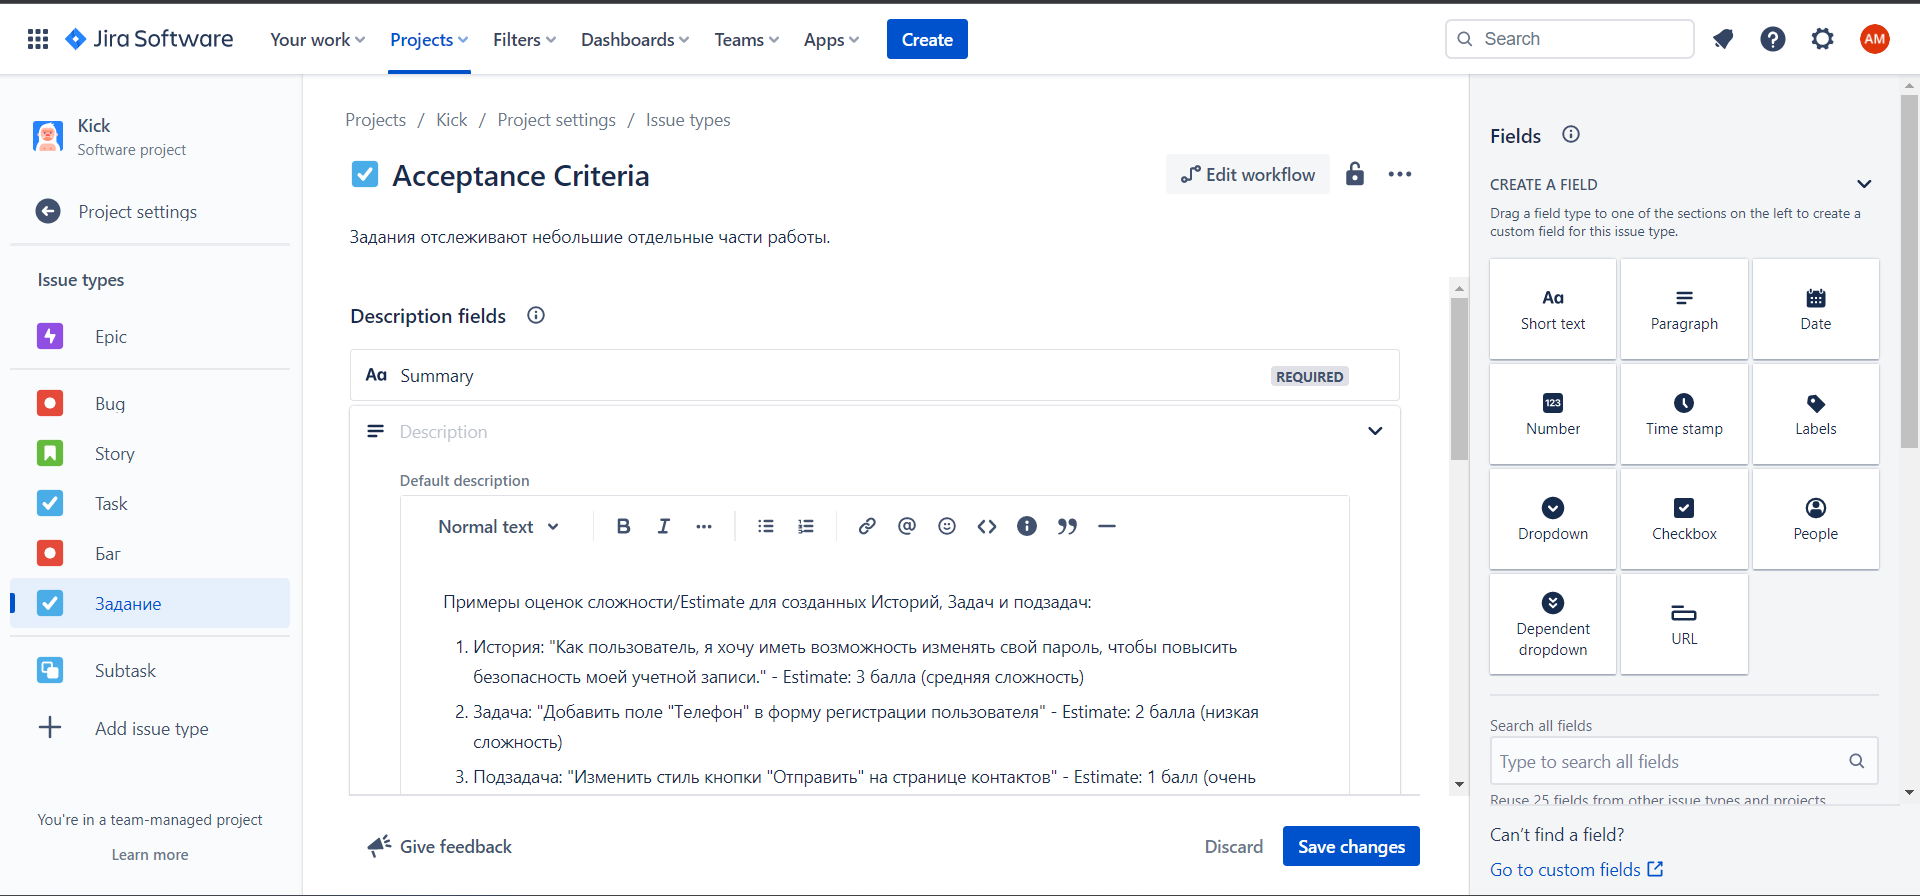 Jira Software
Your work
Projects
Filters
Dashboards
Teams
Apps
Create
Search
AM
Kick
Software project
Project settings
Issue types
Epic
Bug
Story
Task
Баг
Задание
Subtask
Add issue type
You're in a team-managed project
Learn more
Projects / Kick / Project settings / Issue types
Acceptance Criteria
Edit workflow
Задания отслеживают небольшие отдельные части работы.
Description fields
Aa Summary REQUIRED
Description
Default description
Normal text
B I
Примеры оценок сложности/Estimate для созданных Историй, Задач и подзадач:
1. История: "Как пользователь, я хочу иметь возможность изменять свой пароль, чтобы повысить
безопасность моей учетной записи." - Estimate: 3 балла (средняя сложность)
2. Задача: "Добавить поле "Телефон" в форму регистрации пользователя" - Estimate: 2 балла (низкая
сложность)
3. Подзадача: "Изменить стиль кнопки "Отправить" на странице контактов" - Estimate: 1 балл (очень
Give feedback
Discard
Save changes
Fields
CREATE A FIELD
Drag a field type to one of the sections on the left to create a
custom field for this issue type.
Aa
Short text
Paragraph
Date
123
Number
Time stamp
Labels
Dropdown
Checkbox
People
Dependent
dropdown
URL
Search all fields
Type to search all fields
Reuse 25 fields from other issue types and projects
Can't find a field?
Go to custom fields